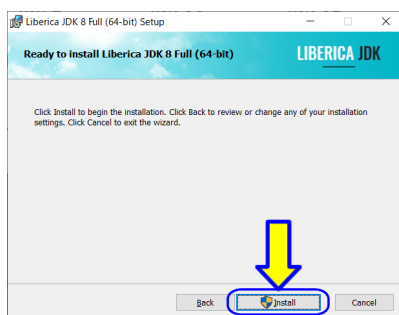 Liberica JDK 8 Full (64-bit) Setup
Ready to install Liberica JDK 8 Full (64-bit)
LIBERICA JDK
Click Install to begin the installation. Click Back to review or change any of your installation
settings. Click Cancel to exit the wizard.
Back
Install
Cancel